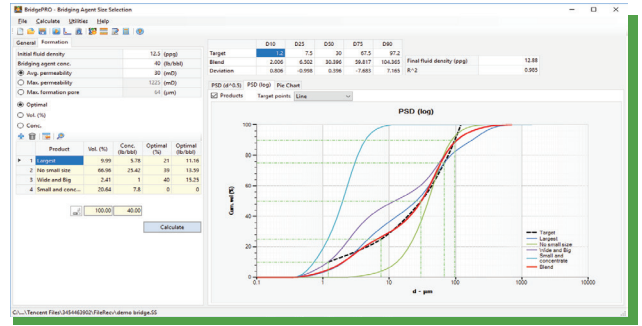 BridgePRO - Bridging Agent Size Selection
File Calculate Utilities Help
General Formation
Initial fluid density 12.5 (ppg)
Bridging agent conc. 40 (lb/bbl)
Avg. permeability 30 (mD)
Max. permeability 1225 (mD)
Max. formation pore 64 (µm)
Optimal
Vol. (%)
Conc.
Product Vol. (%) Conc. (lb/bbl) Optimal (%) Optimal (lb/bbl)
1 Largest 9.99 5.78 21 11.16
2 No small size 66.96 25.42 39 13.59
3 Wide and Big 2.41 1 40 15.25
4 Small and conc... 20.64 7.8 0 0
100.00 40.00
Calculate
D10 D25 D50 D75 D90
Target 1.2 7.5 30 67.5 97.2
Blend 2.006 6.502 30.396 59.817 104.365
Deviation 0.806 -0.998 0.396 -7.683 7.165
Final fluid density (ppg) 12.88
R^2 0.985
PSD (d^0.5) PSD (log) Pie Chart
Products Target points Line
PSD (log)
Cum. vol (%)
100
80
60
40
20
0
0.1 1 10 100 1000 10000
d - µm
Target
Largest
No small size
Wide and Big
Small and
concentrate
Blend
C:\...\Tencent Files\3454463902\FileRecv\demo bridge.SS